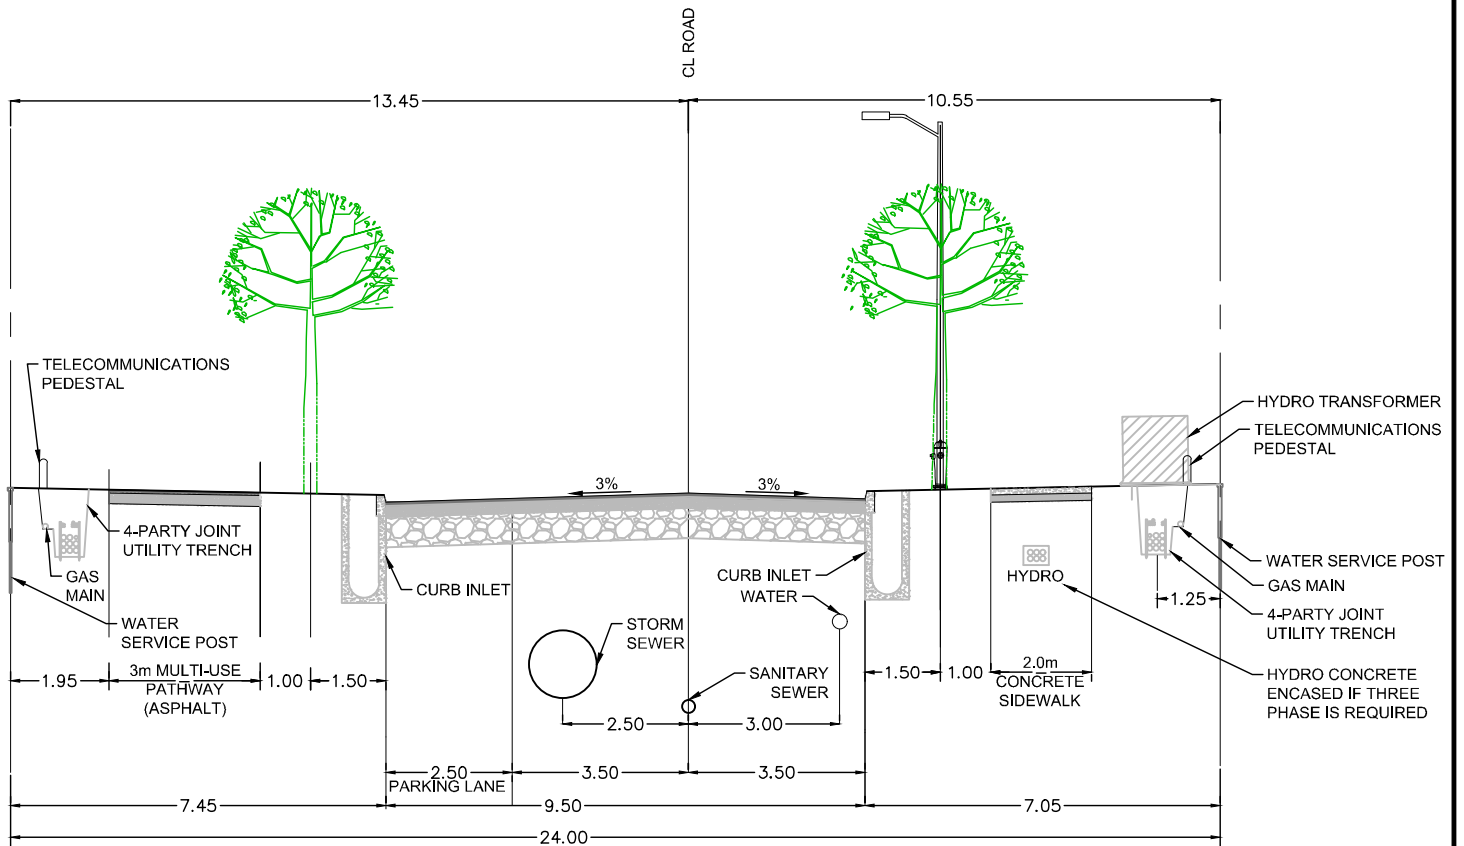 CL ROAD
13.45
10.55
TELECOMMUNICATIONS
PEDESTAL
HYDRO TRANSFORMER
TELECOMMUNICATIONS
PEDESTAL
3%
3%
4-PARTY JOINT
UTILITY TRENCH
GAS
MAIN
WATER
SERVICE POST
CURB INLET
CURB INLET
WATER
HYDRO
WATER SERVICE POST
GAS MAIN
1.25
4-PARTY JOINT
UTILITY TRENCH
STORM
SEWER
SANITARY
SEWER
HYDRO CONCRETE
ENCASED IF THREE
PHASE IS REQUIRED
1.95
3m MULTI-USE
PATHWAY
(ASPHALT)
1.00
1.50
1.50
1.00
2.0m
CONCRETE
SIDEWALK
2.50
3.00
2.50
PARKING LANE
3.50
3.50
7.45
9.50
7.05
24.00